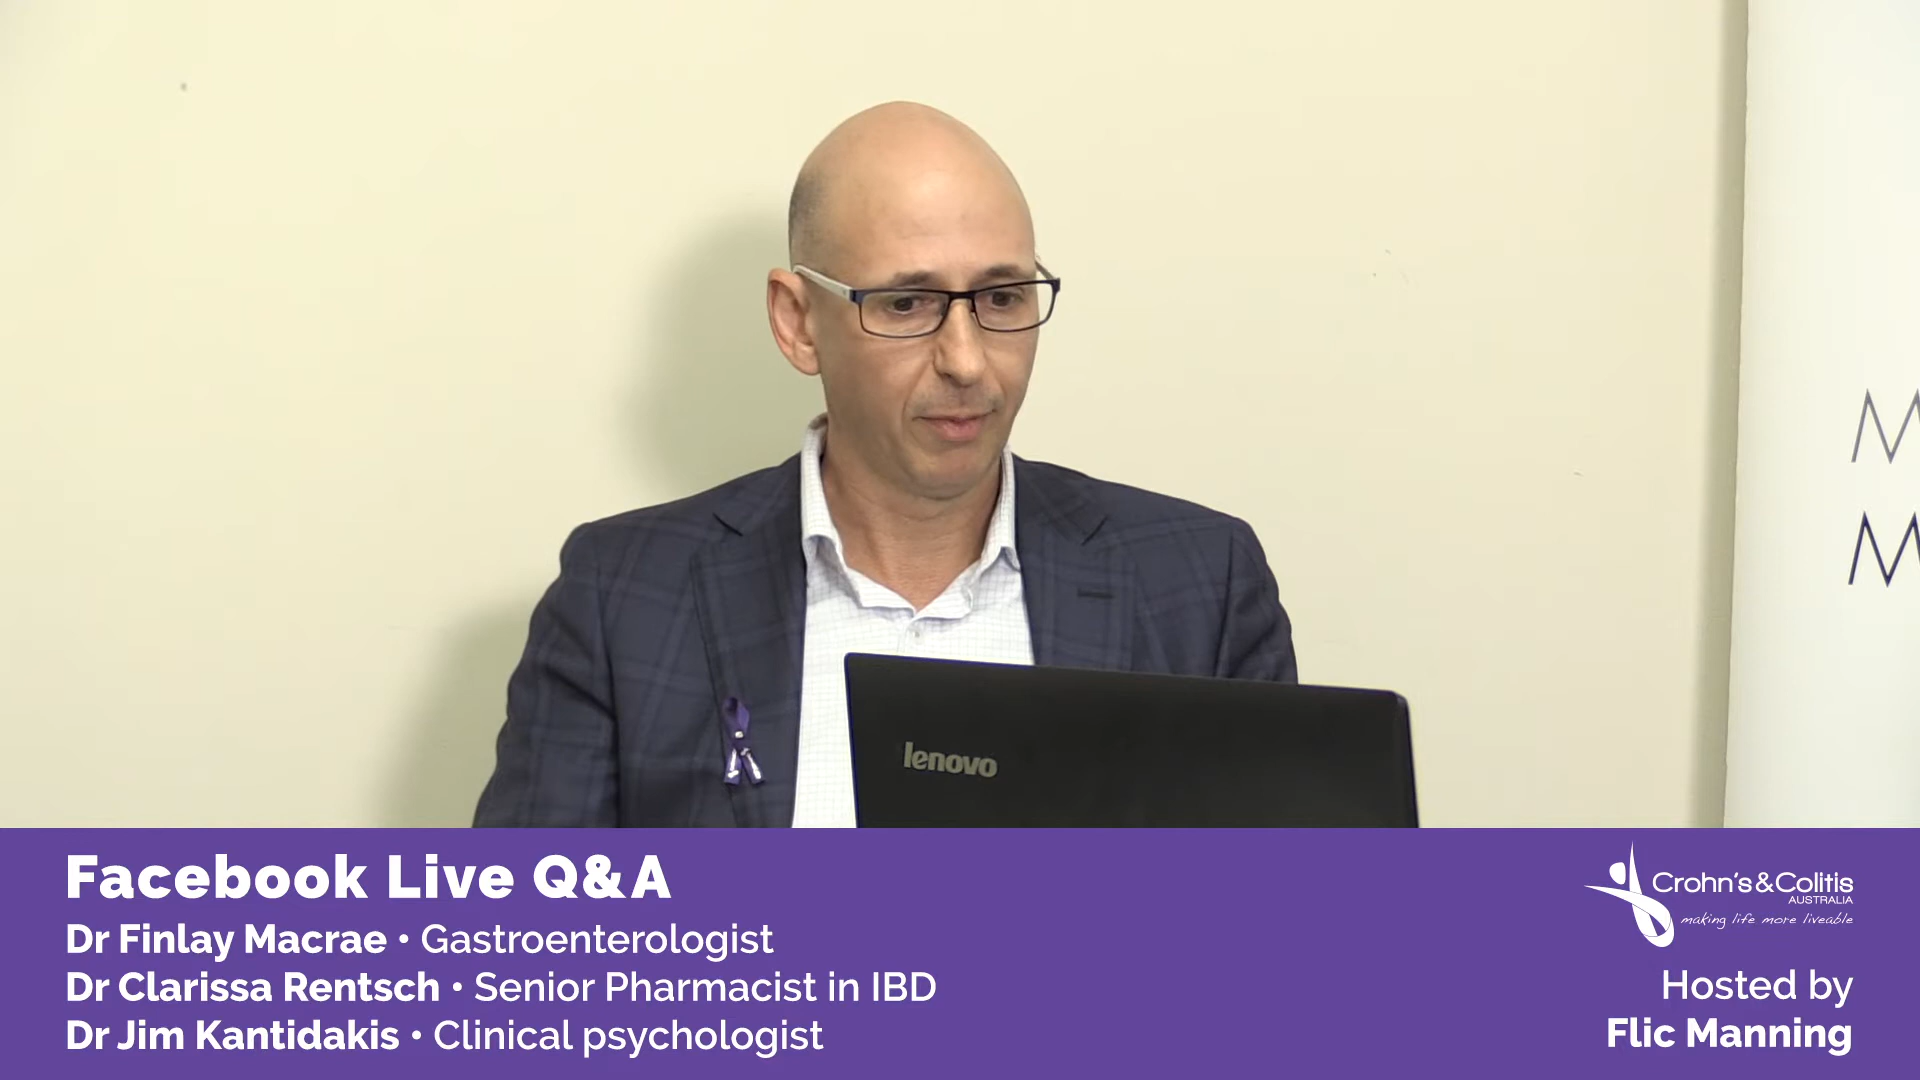 M
M
lenovo
Facebook Live Q&A
Dr Finlay Macrae • Gastroenterologist
Dr Clarissa Rentsch • Senior Pharmacist in IBD
Dr Jim Kantidakis • Clinical psychologist
Crohn's & Colitis
AUSTRALIA
making life more liveable
Hosted by
Flic Manning